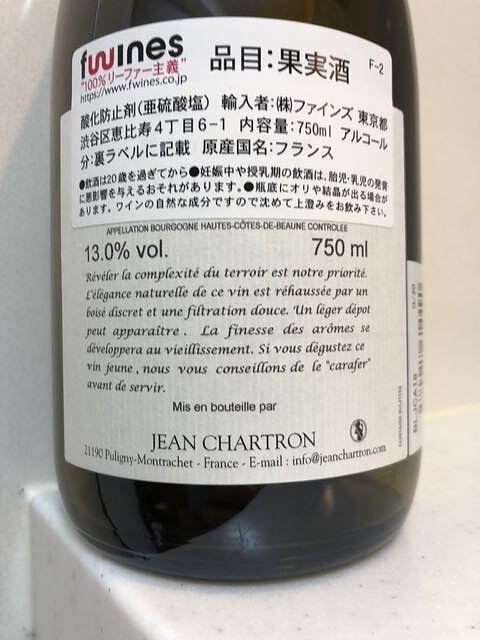 fwines
"100%リーファー主義"
https://www.fwines.co.jp
品目:果実酒
F-2
酸化防止剤(亜硫酸塩) 輸入者:(株)ファインズ 東京都
渋谷区恵比寿4丁目6-1 内容量:750ml アルコール
分:裏ラベルに記載 原産国名:フランス
●飲酒は20歳を過ぎてから●妊娠中や授乳期の飲酒は、胎児・乳児の発育
に悪影響を与えるおそれがあります。●瓶底にオリや結晶が出る場合が
あります。ワインの自然な成分ですので沈めて上澄みをお飲み下さい。
APPELLATION BOURGOGNE HAUTES-CÔTES-DE-BEAUNE CONTROLÉE
13.0% vol. 750 ml
Révéler la complexité du terroir est notre priorité.
L'élégance naturelle de ce vin est réhaussée par un
boisé discret et une filtration douce. Un léger dépot
peut apparaître. La finesse des arômes se
développera au vieillissement. Si vous dégustez ce
vin jeune, nous vous conseillons de le "carafer"
avant de servir.
Mis en bouteille par
JEAN CHARTRON
21190 Puligny-Montrachet - France - E-mail : info@jeanchartron.com